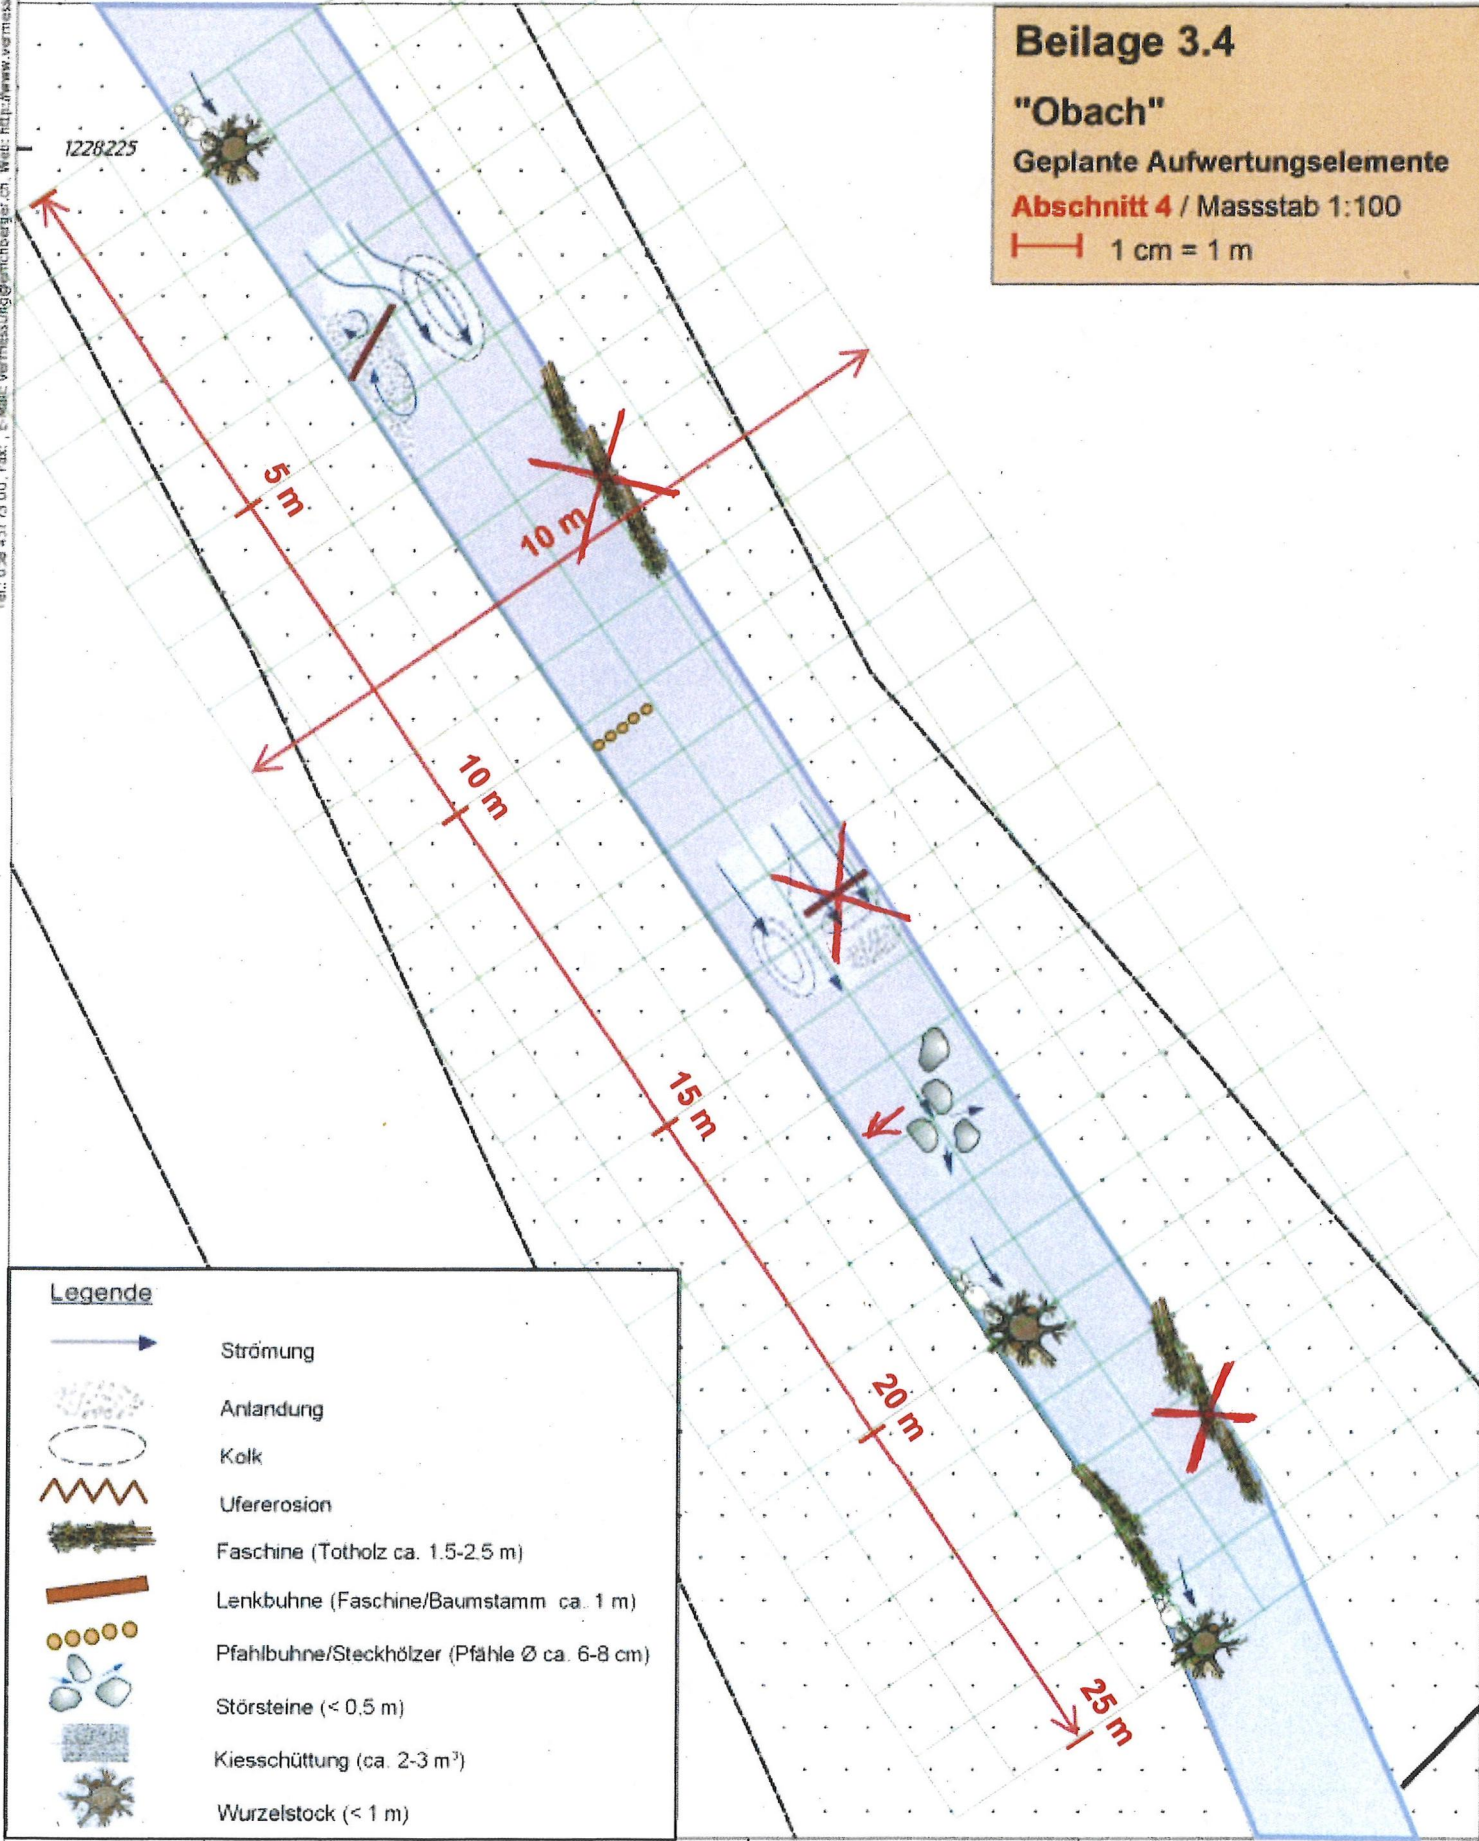 Beilage 3.4
"Obach"
Geplante Aufwertungselemente
Abschnitt 4 / Massstab 1:100
1 cm = 1 m
1228225
5 m
10 m
10 m
15 m
20 m
25 m
Legende
Strömung
Anlandung
Kolk
Ufererosion
Faschine (Totholz ca. 1.5-2.5 m)
Lenkbuhne (Faschine/Baumstamm ca. 1 m)
Pfahlbuhne/Steckhölzer (Pfähle Ø ca. 6-8 cm)
Störsteine (< 0.5 m)
Kiesschüttung (ca. 2-3 m³)
Wurzelstock (< 1 m)